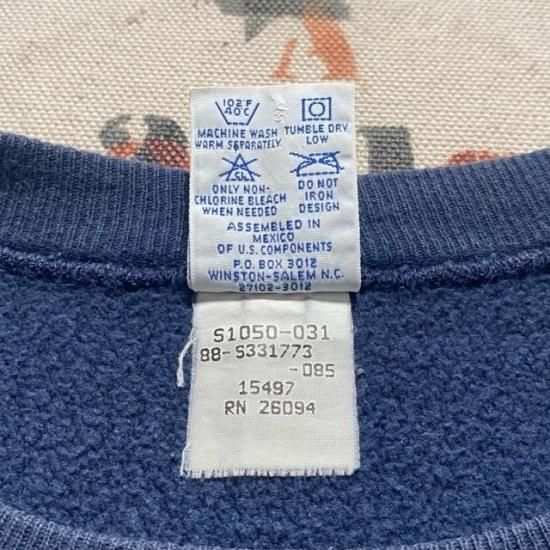 102°F
40°C
MACHINE WASH
WARM SEPARATELY
TUMBLE DRY
LOW
CL
ONLY NON-
CHLORINE BLEACH
WHEN NEEDED
DO NOT
IRON
DESIGN
ASSEMBLED IN
MEXICO
OF U.S. COMPONENTS
P.O. BOX 3012
WINSTON-SALEM N.C.
27102-3012
S1050-031
88-S331773
-085
15497
RN 26094